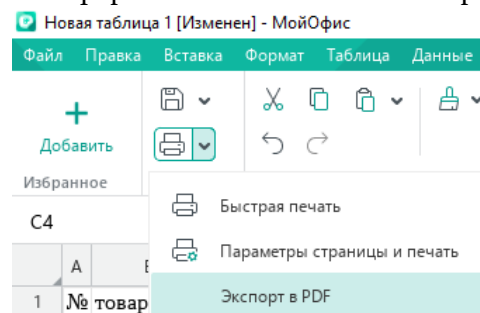 Новая таблица 1 [Изменен] - МойОфис
Файл Правка Вставка Формат Таблица Данные
Добавить
Избранное
Быстрая печать
C4
Параметры страницы и печать
A
Экспорт в PDF
1 № товар